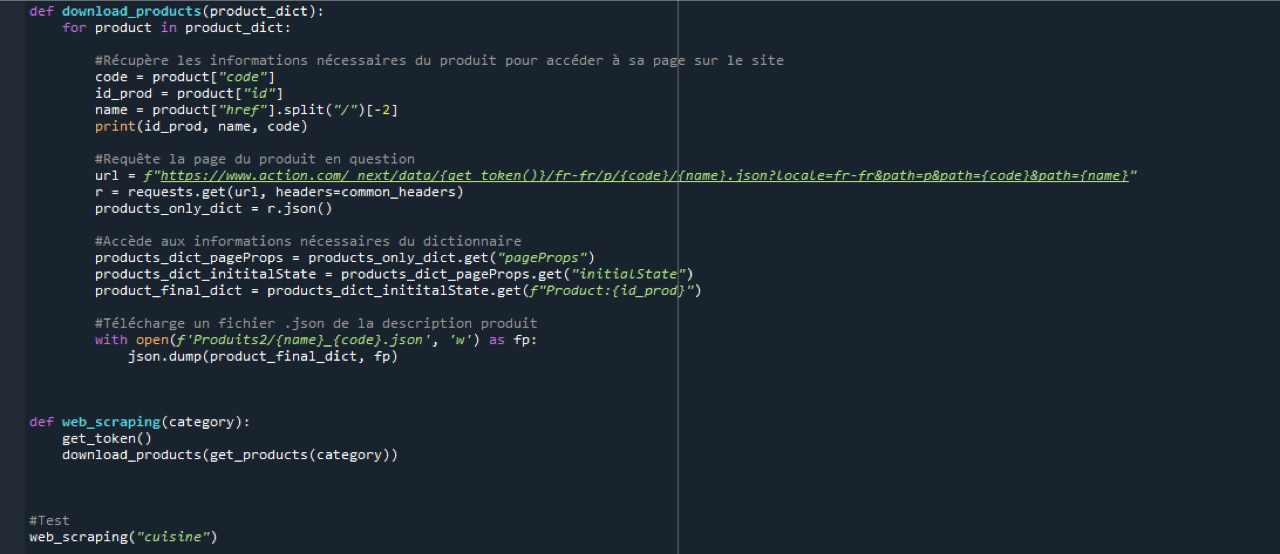 def download_products(product_dict):
    for product in product_dict:
        #Récupère les informations nécessaires du produit pour accéder à sa page sur le site
        code = product["code"]
        id_prod = product["id"]
        name = product["href"].split("/")[-2]
        print(id_prod, name, code)
        #Requête la page du produit en question
        url = f"https://www.action.com/_next/data/{get_token()}/fr-fr/p/{code}/{name}.json?locale=fr-fr&path=p&path={code}&path={name}"
        r = requests.get(url, headers=common_headers)
        products_only_dict = r.json()
        #Accède aux informations nécessaires du dictionnaire
        products_dict_pageProps = products_only_dict.get("pageProps")
        products_dict_inititalState = products_dict_pageProps.get("initialState")
        product_final_dict = products_dict_inititalState.get(f"Product:{id_prod}")
        #Télécharge un fichier .json de la description produit
        with open(f'Produits2/{name}_{code}.json', 'w') as fp:
            json.dump(product_final_dict, fp)
def web_scraping(category):
    get_token()
    download_products(get_products(category))
#Test
web_scraping("cuisine")